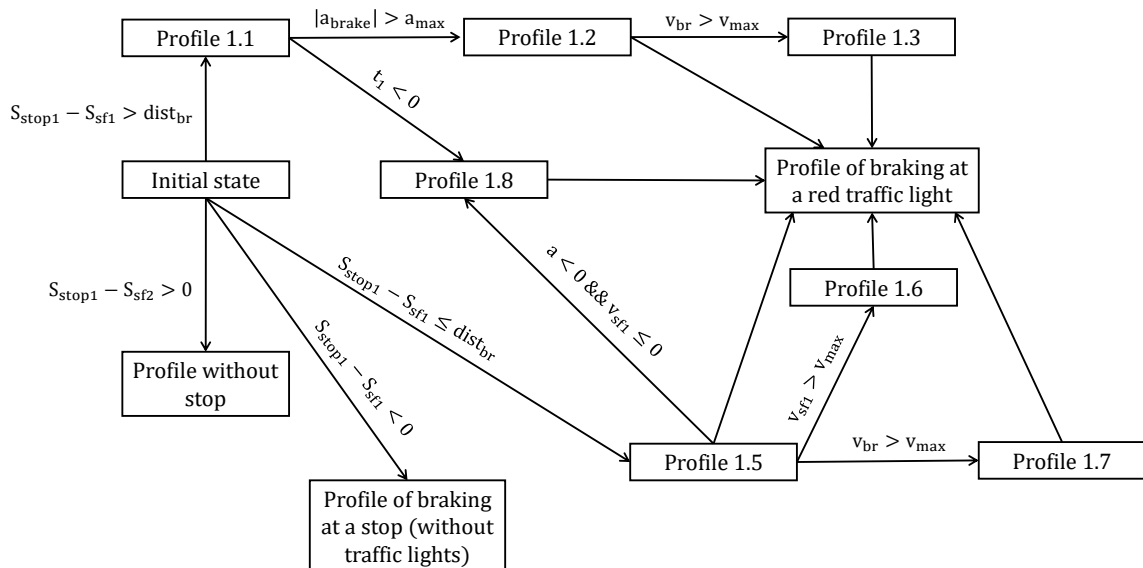 |a_brake| > a_max
v_br > v_max
Profile 1.1
Profile 1.2
Profile 1.3
t_1 < 0
S_stop1 − S_sf1 > dist_br
Initial state
Profile 1.8
Profile of braking at
a red traffic light
S_stop1 − S_sf2 > 0
S_stop1 − S_sf1 ≤ dist_br
a < 0 && v_sf1 ≤ 0
Profile 1.6
Profile without
stop
S_stop1 − S_sf1 < 0
v_sf1 > v_max
Profile 1.5
v_br > v_max
Profile 1.7
Profile of braking
at a stop (without
traffic lights)